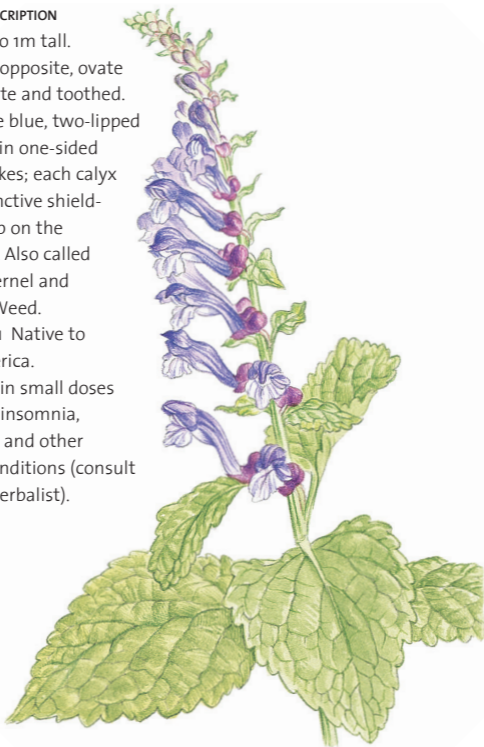 CRIPTION
o 1m tall.
opposite, ovate
te and toothed.
e blue, two-lipped
in one-sided
kes; each calyx
nctive shield-
p on the
Also called
ernel and
Weed.
Native to
erica.
in small doses
insomnia,
and other
nditions (consult
erbalist).